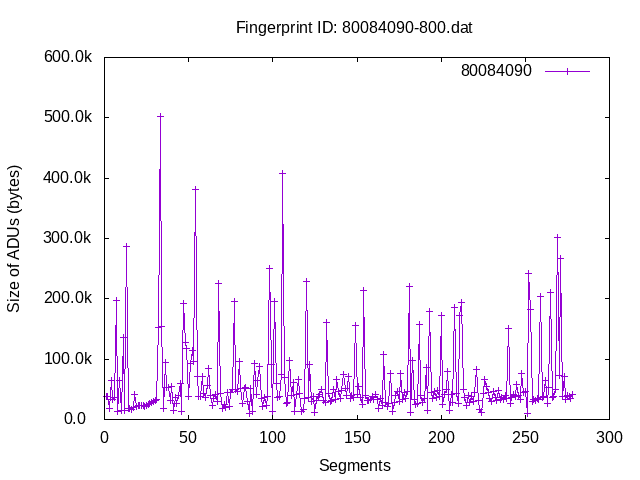 Fingerprint ID: 80084090-800.dat
600.0k
80084090
500.0k
400.0k
300.0k
200.0k
100.0k
0.0
Size of ADUs (bytes)
0 50 100 150 200 250 300
Segments